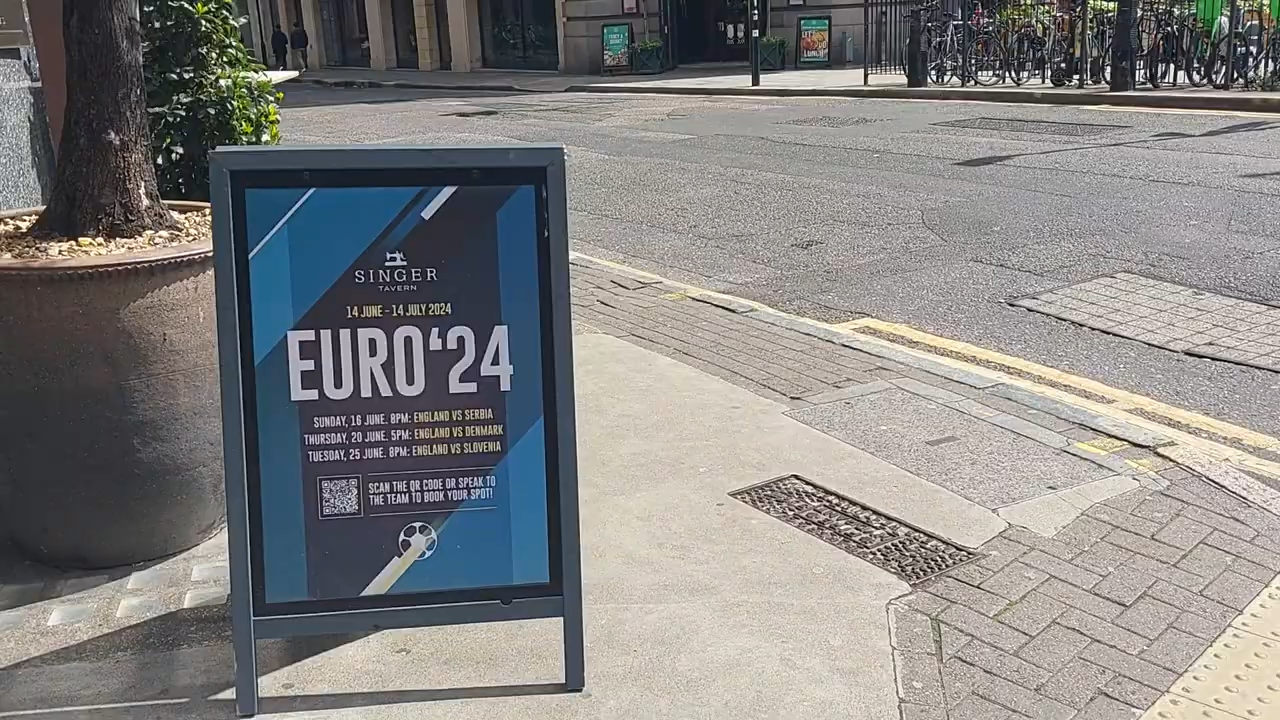 SINGER
TAVERN
14 JUNE - 14 JULY 2024
EURO‘24
SUNDAY, 16 JUNE. 8PM: ENGLAND VS SERBIA
THURSDAY, 20 JUNE. 5PM: ENGLAND VS DENMARK
TUESDAY, 25 JUNE. 8PM: ENGLAND VS SLOVENIA
SCAN THE QR CODE OR SPEAK TO
THE TEAM TO BOOK YOUR SPOT!